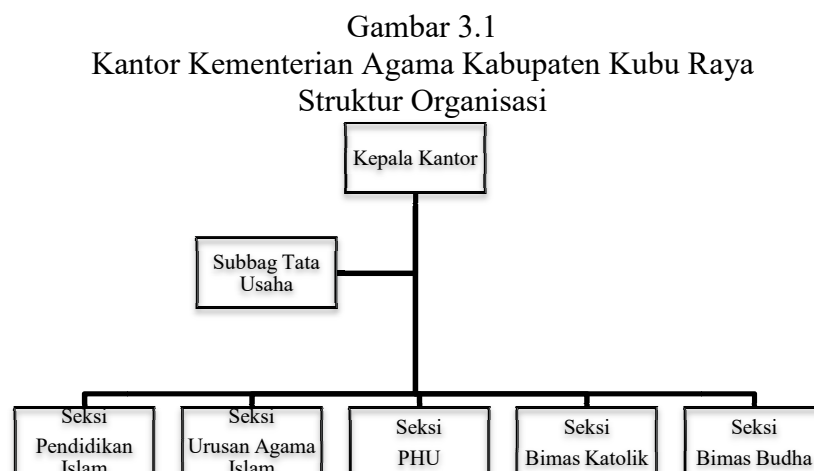 Gambar 3.1
Kantor Kementerian Agama Kabupaten Kubu Raya
Struktur Organisasi
Kepala Kantor
Subbag Tata
Usaha
Seksi
Pendidikan
Islam
Seksi
Urusan Agama
Islam
Seksi
PHU
Seksi
Bimas Katolik
Seksi
Bimas Budha